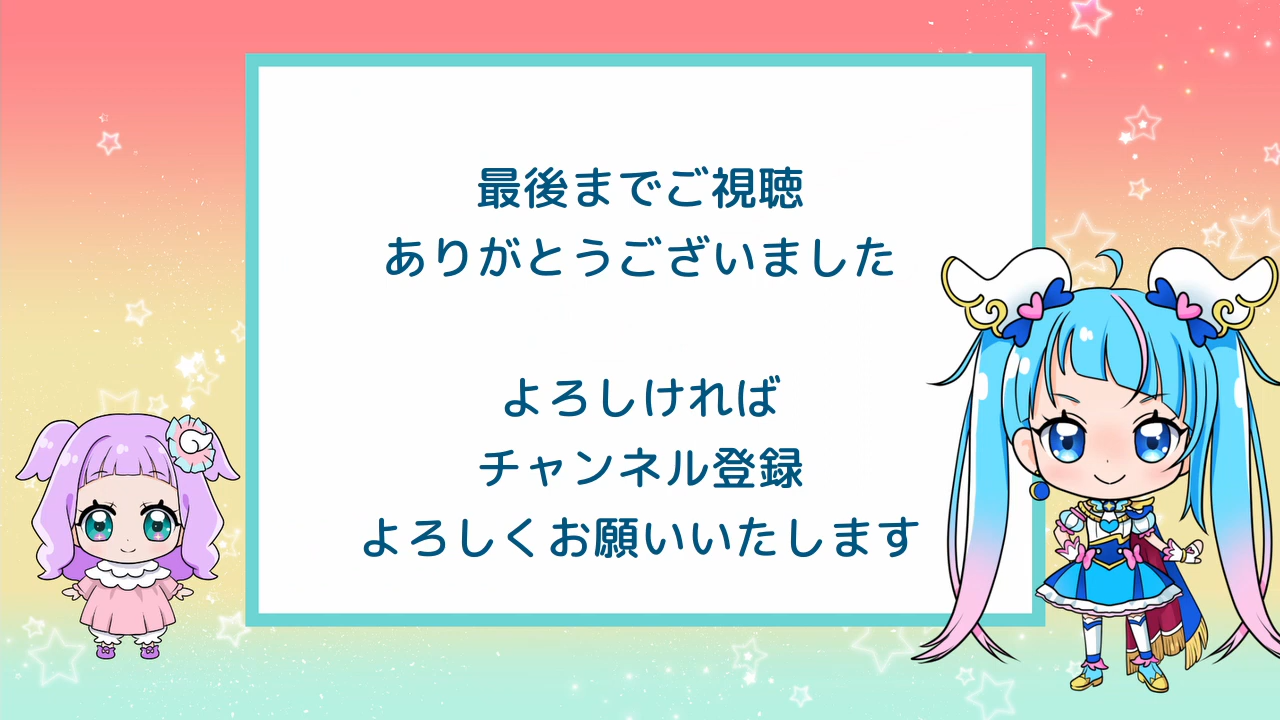 最後までご視聴
ありがとうございました
よろしければ
チャンネル登録
よろしくお願いいたします